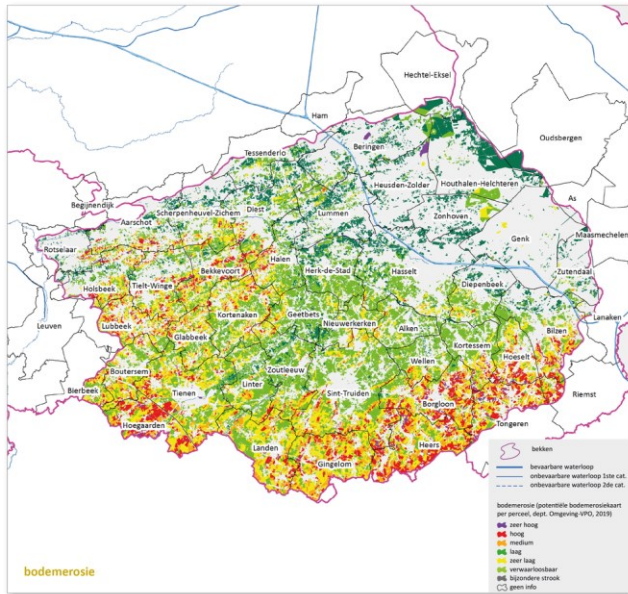 Hechtel-Eksel
Ham
Oudsbergen
Beringen
Tessenderlo
Heusden-Zolder
Houthalen-Helchteren
As
Begijnendijk
Scherpenheuvel-Zichem
Diest
Lummen
Zonhoven
Aarschot
Genk
Maasmechelen
Rotselaar
Halen
Herk-de-Stad
Hasselt
Zutendaal
Bekkevoort
Holsbeek
Tielt-Winge
Diepenbeek
Lanaken
Leuven
Lubbeek
Kortenaken
Geetbets
Nieuwerkerken
Alken
Bilzen
Glabbeek
Kortessem
Hoeselt
Boutersem
Wellen
Zoutleeuw
Bierbeek
Tienen
Linter
Sint-Truiden
Riemst
Borgloon
Hoegaarden
Tongeren
Landen
Heers
Gingelom
bekken
bevaarbare waterloop
onbevaarbare waterloop 1ste cat.
onbevaarbare waterloop 2de cat.
bodemerosie (potentiële bodemerosiekaart
per perceel, dept. Omgeving-VPO, 2019)
zeer hoog
hoog
medium
laag
zeer laag
verwaarloosbaar
bijzondere strook
geen info
bodemerosie